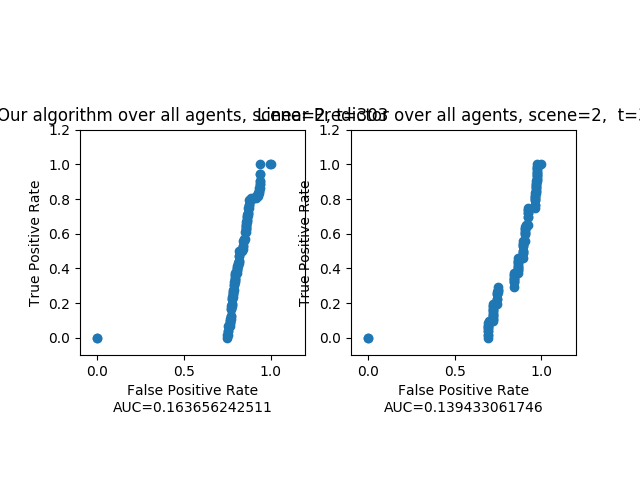 Our algorithm over all agents, scene=2, t=303
Linear Predictor over all agents, scene=2, t=
True Positive Rate
1.2
1.0
0.8
0.6
0.4
0.2
0.0
0.0 0.5 1.0
False Positive Rate
AUC=0.163656242511
True Positive Rate
1.2
1.0
0.8
0.6
0.4
0.2
0.0
0.0 0.5 1.0
False Positive Rate
AUC=0.139433061746